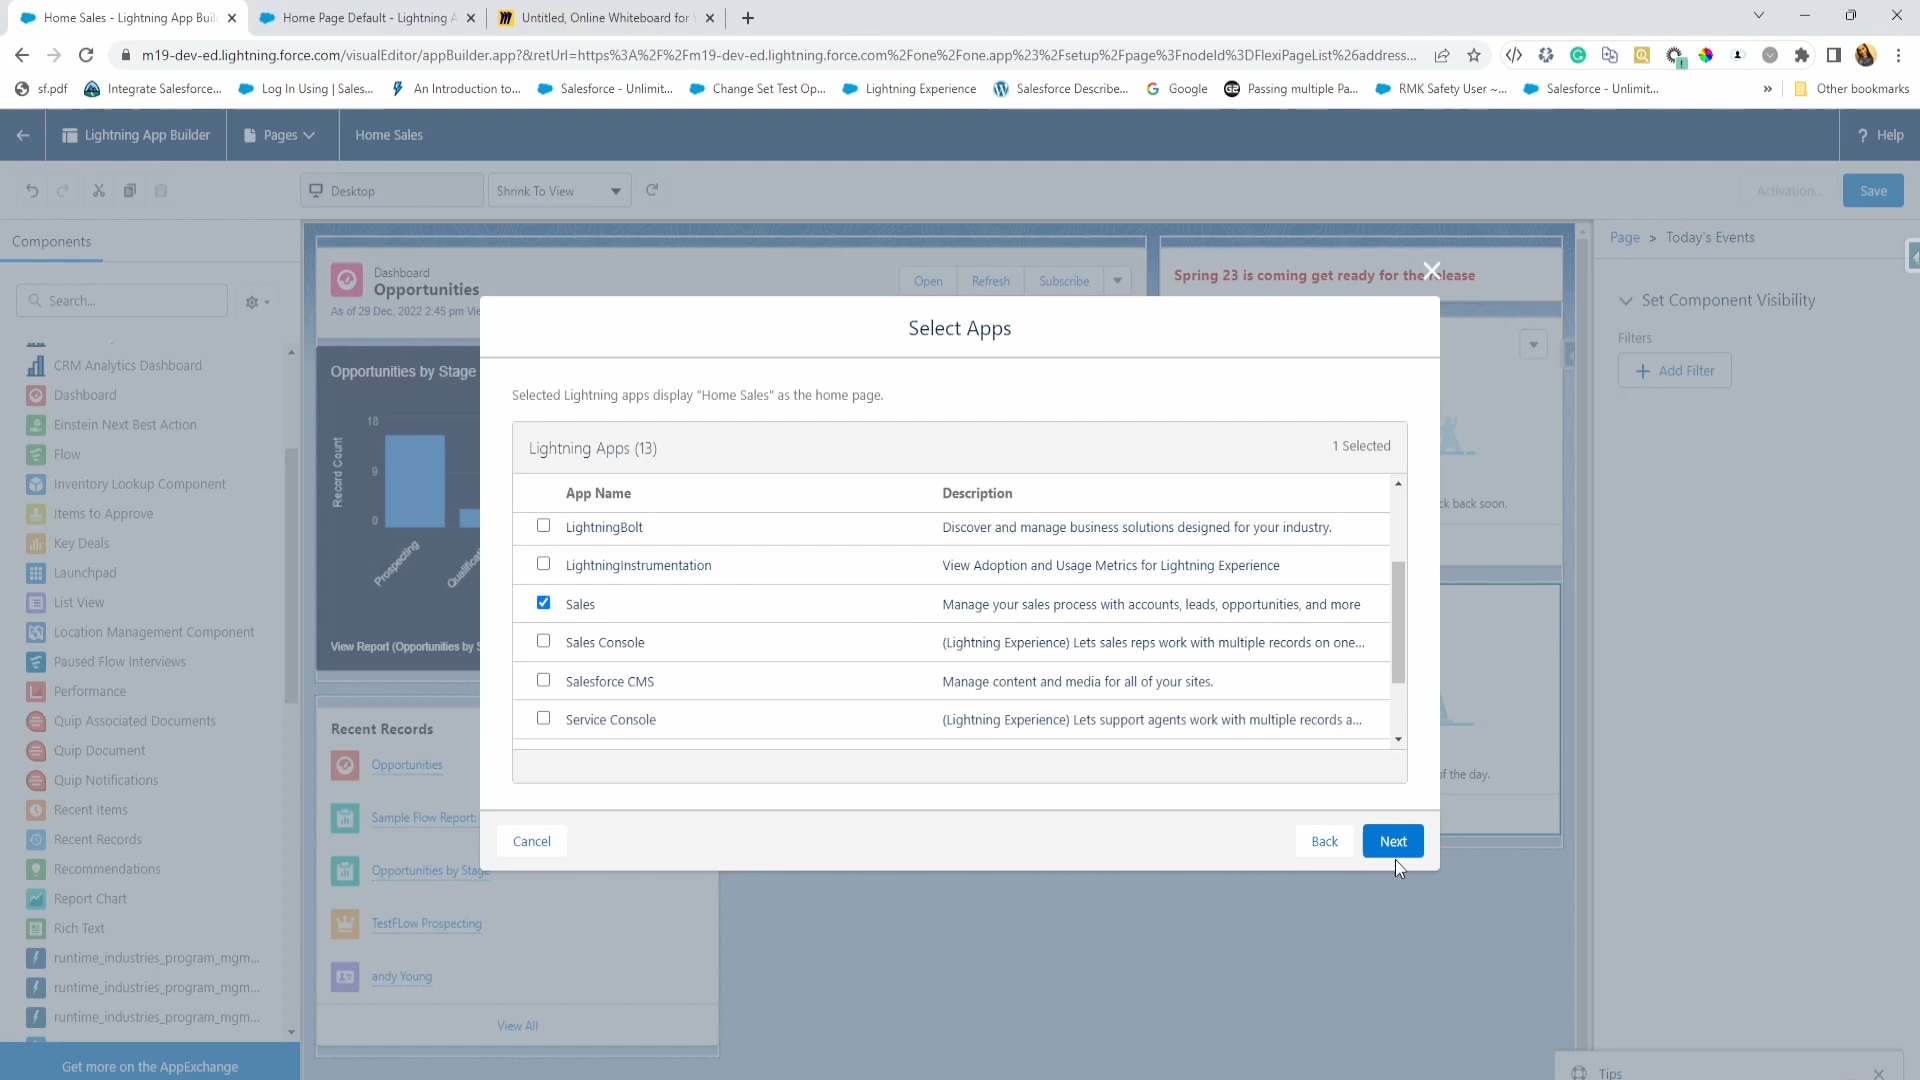 Home Sales - Lightning App Buil
Home Page Default - Lightning A
Untitled, Online Whiteboard for
m19-dev-ed.lightning.force.com/visualEditor/appBuilder.app?&retUrl=https%3A%2F%2Fm19-dev-ed.lightning.force.com%2Fone%2Fone.app%23%2Fsetup%2Fpage%3FnodeId%3DFlexiPageList%26address...
sf.pdf
Integrate Salesforce...
Log In Using | Sales...
An Introduction to...
Salesforce - Unlimit...
Change Set Test Op...
Lightning Experience
Salesforce Describe...
Google
Passing multiple Pa...
RMK Safety User ~...
Salesforce - Unlimit...
»
Other bookmarks
Lightning App Builder
Pages
Home Sales
? Help
Desktop
Shrink To View
Activation...
Save
Components
Search...
CRM Analytics Dashboard
Dashboard
Einstein Next Best Action
Flow
Inventory Lookup Component
Items to Approve
Key Deals
Launchpad
List View
Location Management Component
Paused Flow Interviews
Performance
Quip Associated Documents
Quip Document
Quip Notifications
Recent Items
Recent Records
Recommendations
Report Chart
Rich Text
runtime_industries_program_mgm...
runtime_industries_program_mgm...
runtime_industries_program_mgm...
Get more on the AppExchange
Dashboard
Opportunities
As of 29 Dec, 2022 2:45 pm·Vie
Open
Refresh
Subscribe
Opportunities by Stage
Record Count
18
9
0
Prospecting
Qualificati
View Report (Opportunities by S
Recent Records
Opportunities
Sample Flow Report:
Opportunities by Stage
TestFLow Prospecting
andy Young
View All
Spring 23 is coming get ready for the release
ck back soon.
of the day.
Select Apps
Selected Lightning apps display "Home Sales" as the home page.
Lightning Apps (13)
1 Selected
App Name
Description
LightningBolt
Discover and manage business solutions designed for your industry.
LightningInstrumentation
View Adoption and Usage Metrics for Lightning Experience
Sales
Manage your sales process with accounts, leads, opportunities, and more
Sales Console
(Lightning Experience) Lets sales reps work with multiple records on one...
Salesforce CMS
Manage content and media for all of your sites.
Service Console
(Lightning Experience) Lets support agents work with multiple records a...
Cancel
Back
Next
Page > Today's Events
Set Component Visibility
Filters
Add Filter
Tips